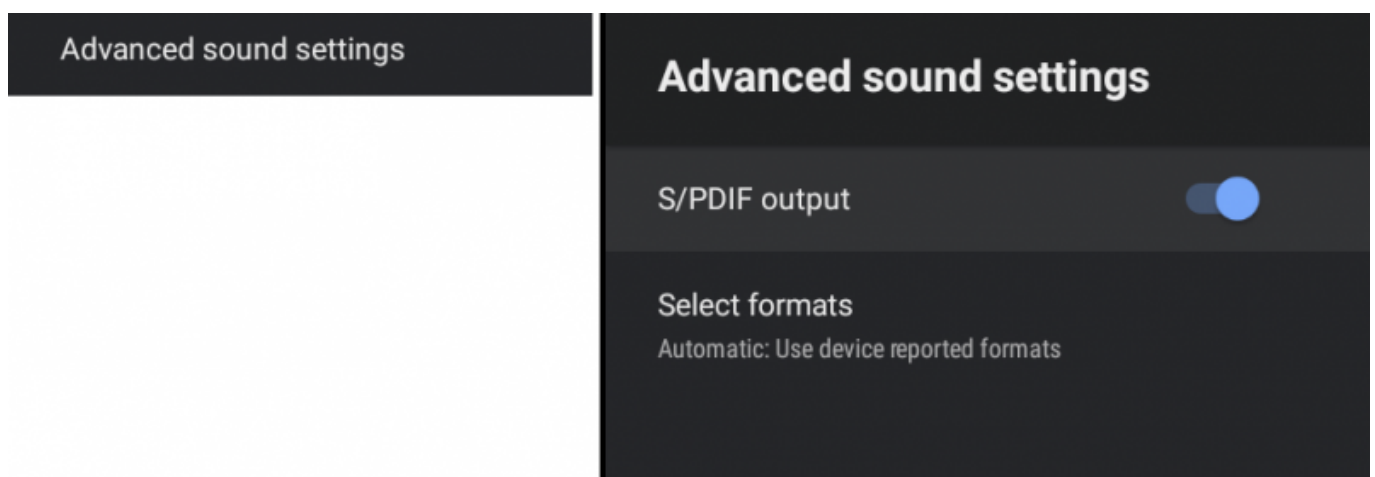 Advanced sound settings
Advanced sound settings
S/PDIF output
Select formats
Automatic: Use device reported formats